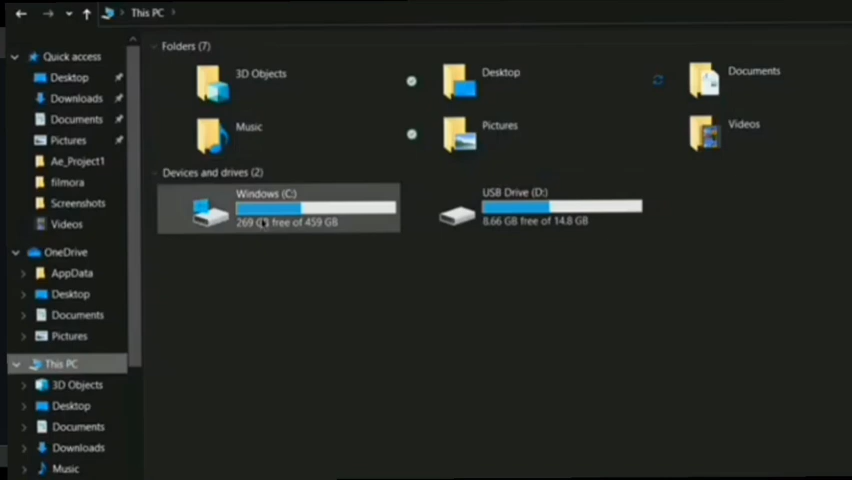 This PC
Folders (7)
3D Objects
Desktop
Documents
Music
Pictures
Videos
Devices and drives (2)
Windows (C:)
269 GB free of 459 GB
USB Drive (D:)
8.66 GB free of 14.8 GB
Quick access
Desktop
Downloads
Documents
Pictures
Ae_Project1
filmora
Screenshots
Videos
OneDrive
AppData
Desktop
Documents
Pictures
This PC
3D Objects
Desktop
Documents
Downloads
Music